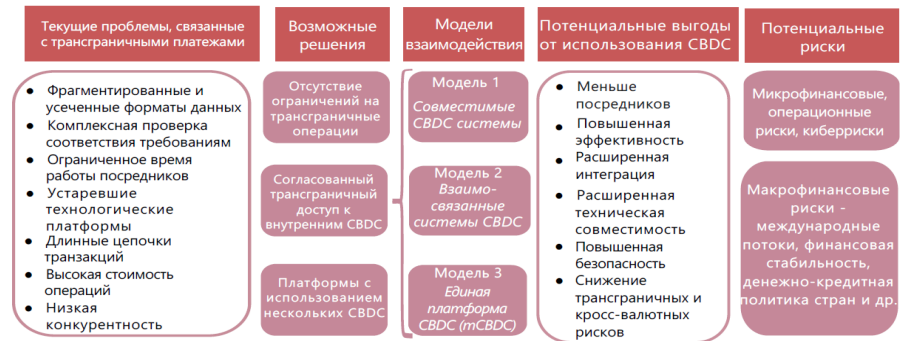 Текущие проблемы, связанные
с трансграничными платежами
• Фрагментированные и
усеченные форматы данных
• Комплексная проверка
соответствия требованиям
• Ограниченное время
работы посредников
• Устаревшие
технологические
платформы
• Длинные цепочки
транзакций
• Высокая стоимость
операций
• Низкая
конкурентность
Возможные
решения
Отсутствие
ограничений на
трансграничные
операции
Согласованный
трансграничный
доступ к
внутренним CBDC
Платформы с
использованием
нескольких CBDC
Модели
взаимодействия
Модель 1
Совместимые
CBDC системы
Модель 2
Взаимо-
связанные
системы CBDC
Модель 3
Единая
платформа
CBDC (mCBDC)
Потенциальные выгоды
от использования CBDC
• Меньше
посредников
• Повышенная
эффективность
• Расширенная
интеграция
• Расширенная
техническая
совместимость
• Повышенная
безопасность
• Снижение
трансграничных и
кросс-валютных
рисков
Потенциальные
риски
Микрофинансовые,
операционные
риски, киберриски
Макрофинансовые
риски -
международные
потоки, финансовая
стабильность,
денежно-кредитная
политика стран и др.